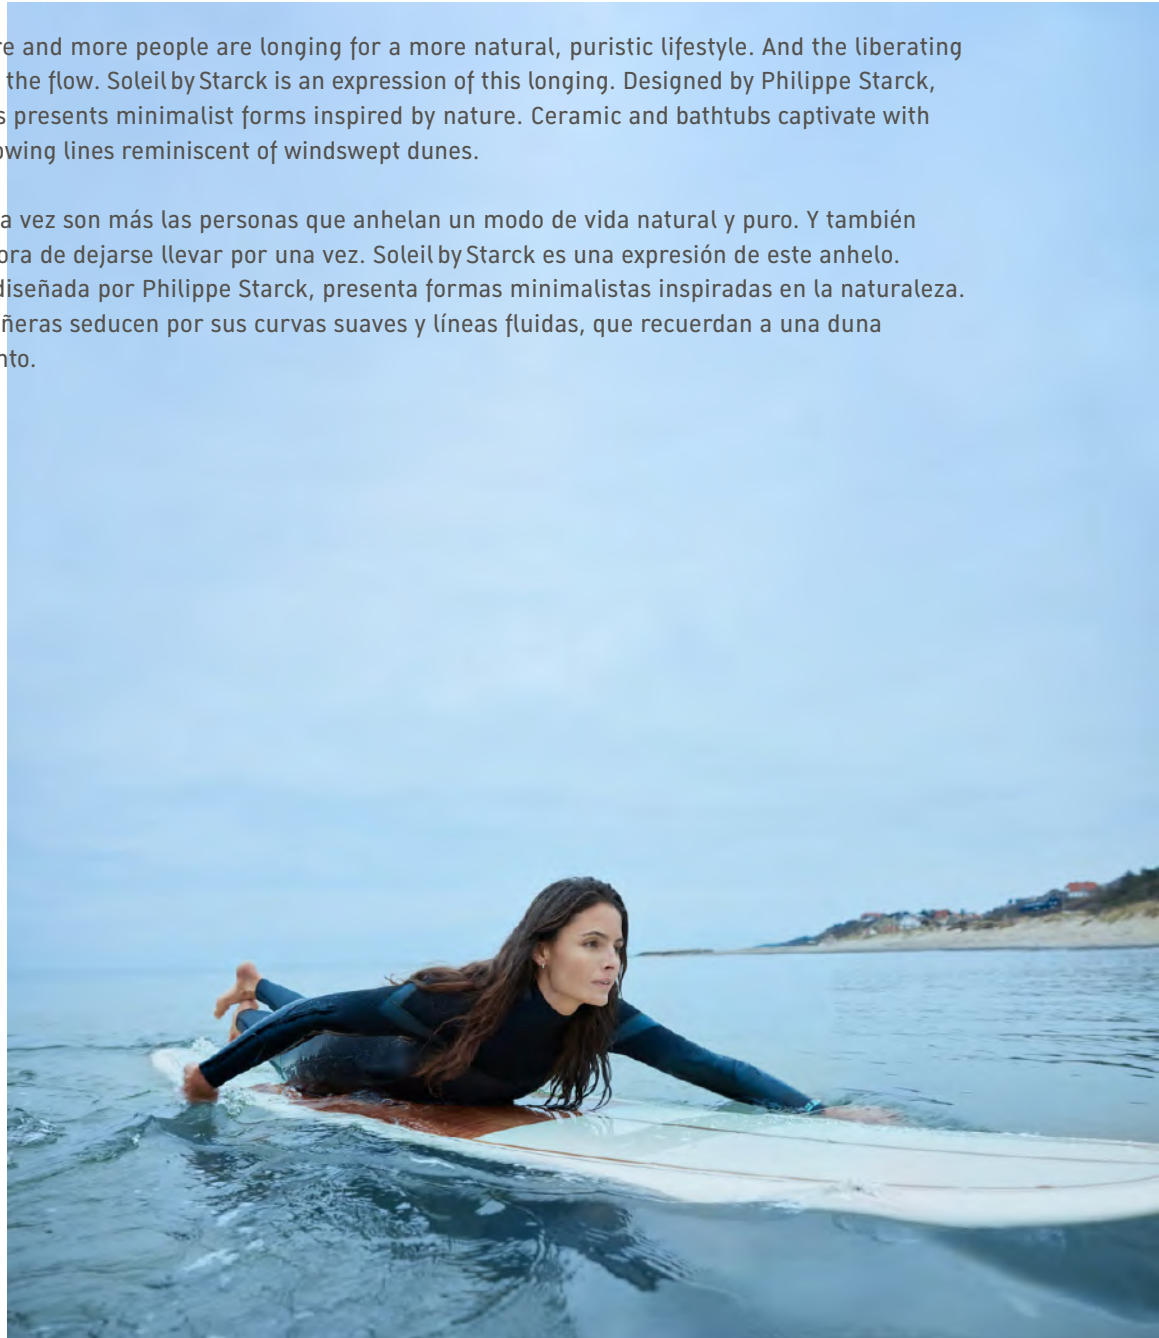 and more people are longing for a more natural, puristic lifestyle. And the liberating
the flow. Soleil by Starck is an expression of this longing. Designed by Philippe Starck,
presents minimalist forms inspired by nature. Ceramic and bathtubs captivate with
lines reminiscent of windswept dunes.
vez son más las personas que anhelan un modo de vida natural y puro. Y también
de dejarse llevar por una vez. Soleil by Starck es una expresión de este anhelo.
diseñada por Philippe Starck, presenta formas minimalistas inspiradas en la naturaleza.
seducen por sus curvas suaves y líneas fluidas, que recuerdan a una duna